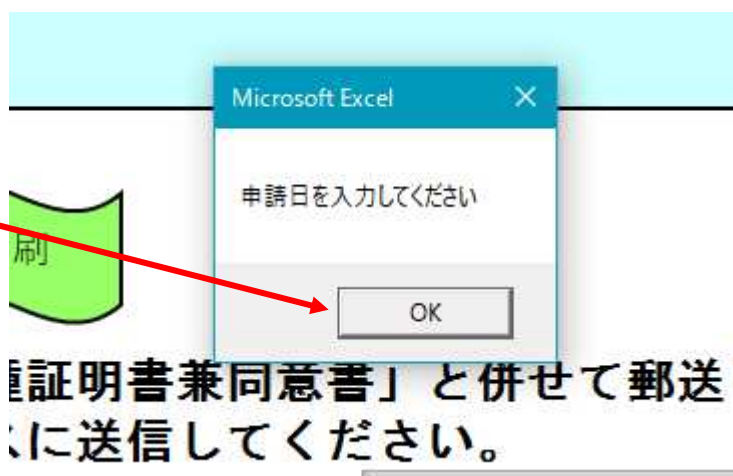 Microsoft Excel
申請日を入力してください
刷
OK
証明書兼同意書」と併せて郵送
に送信してください。